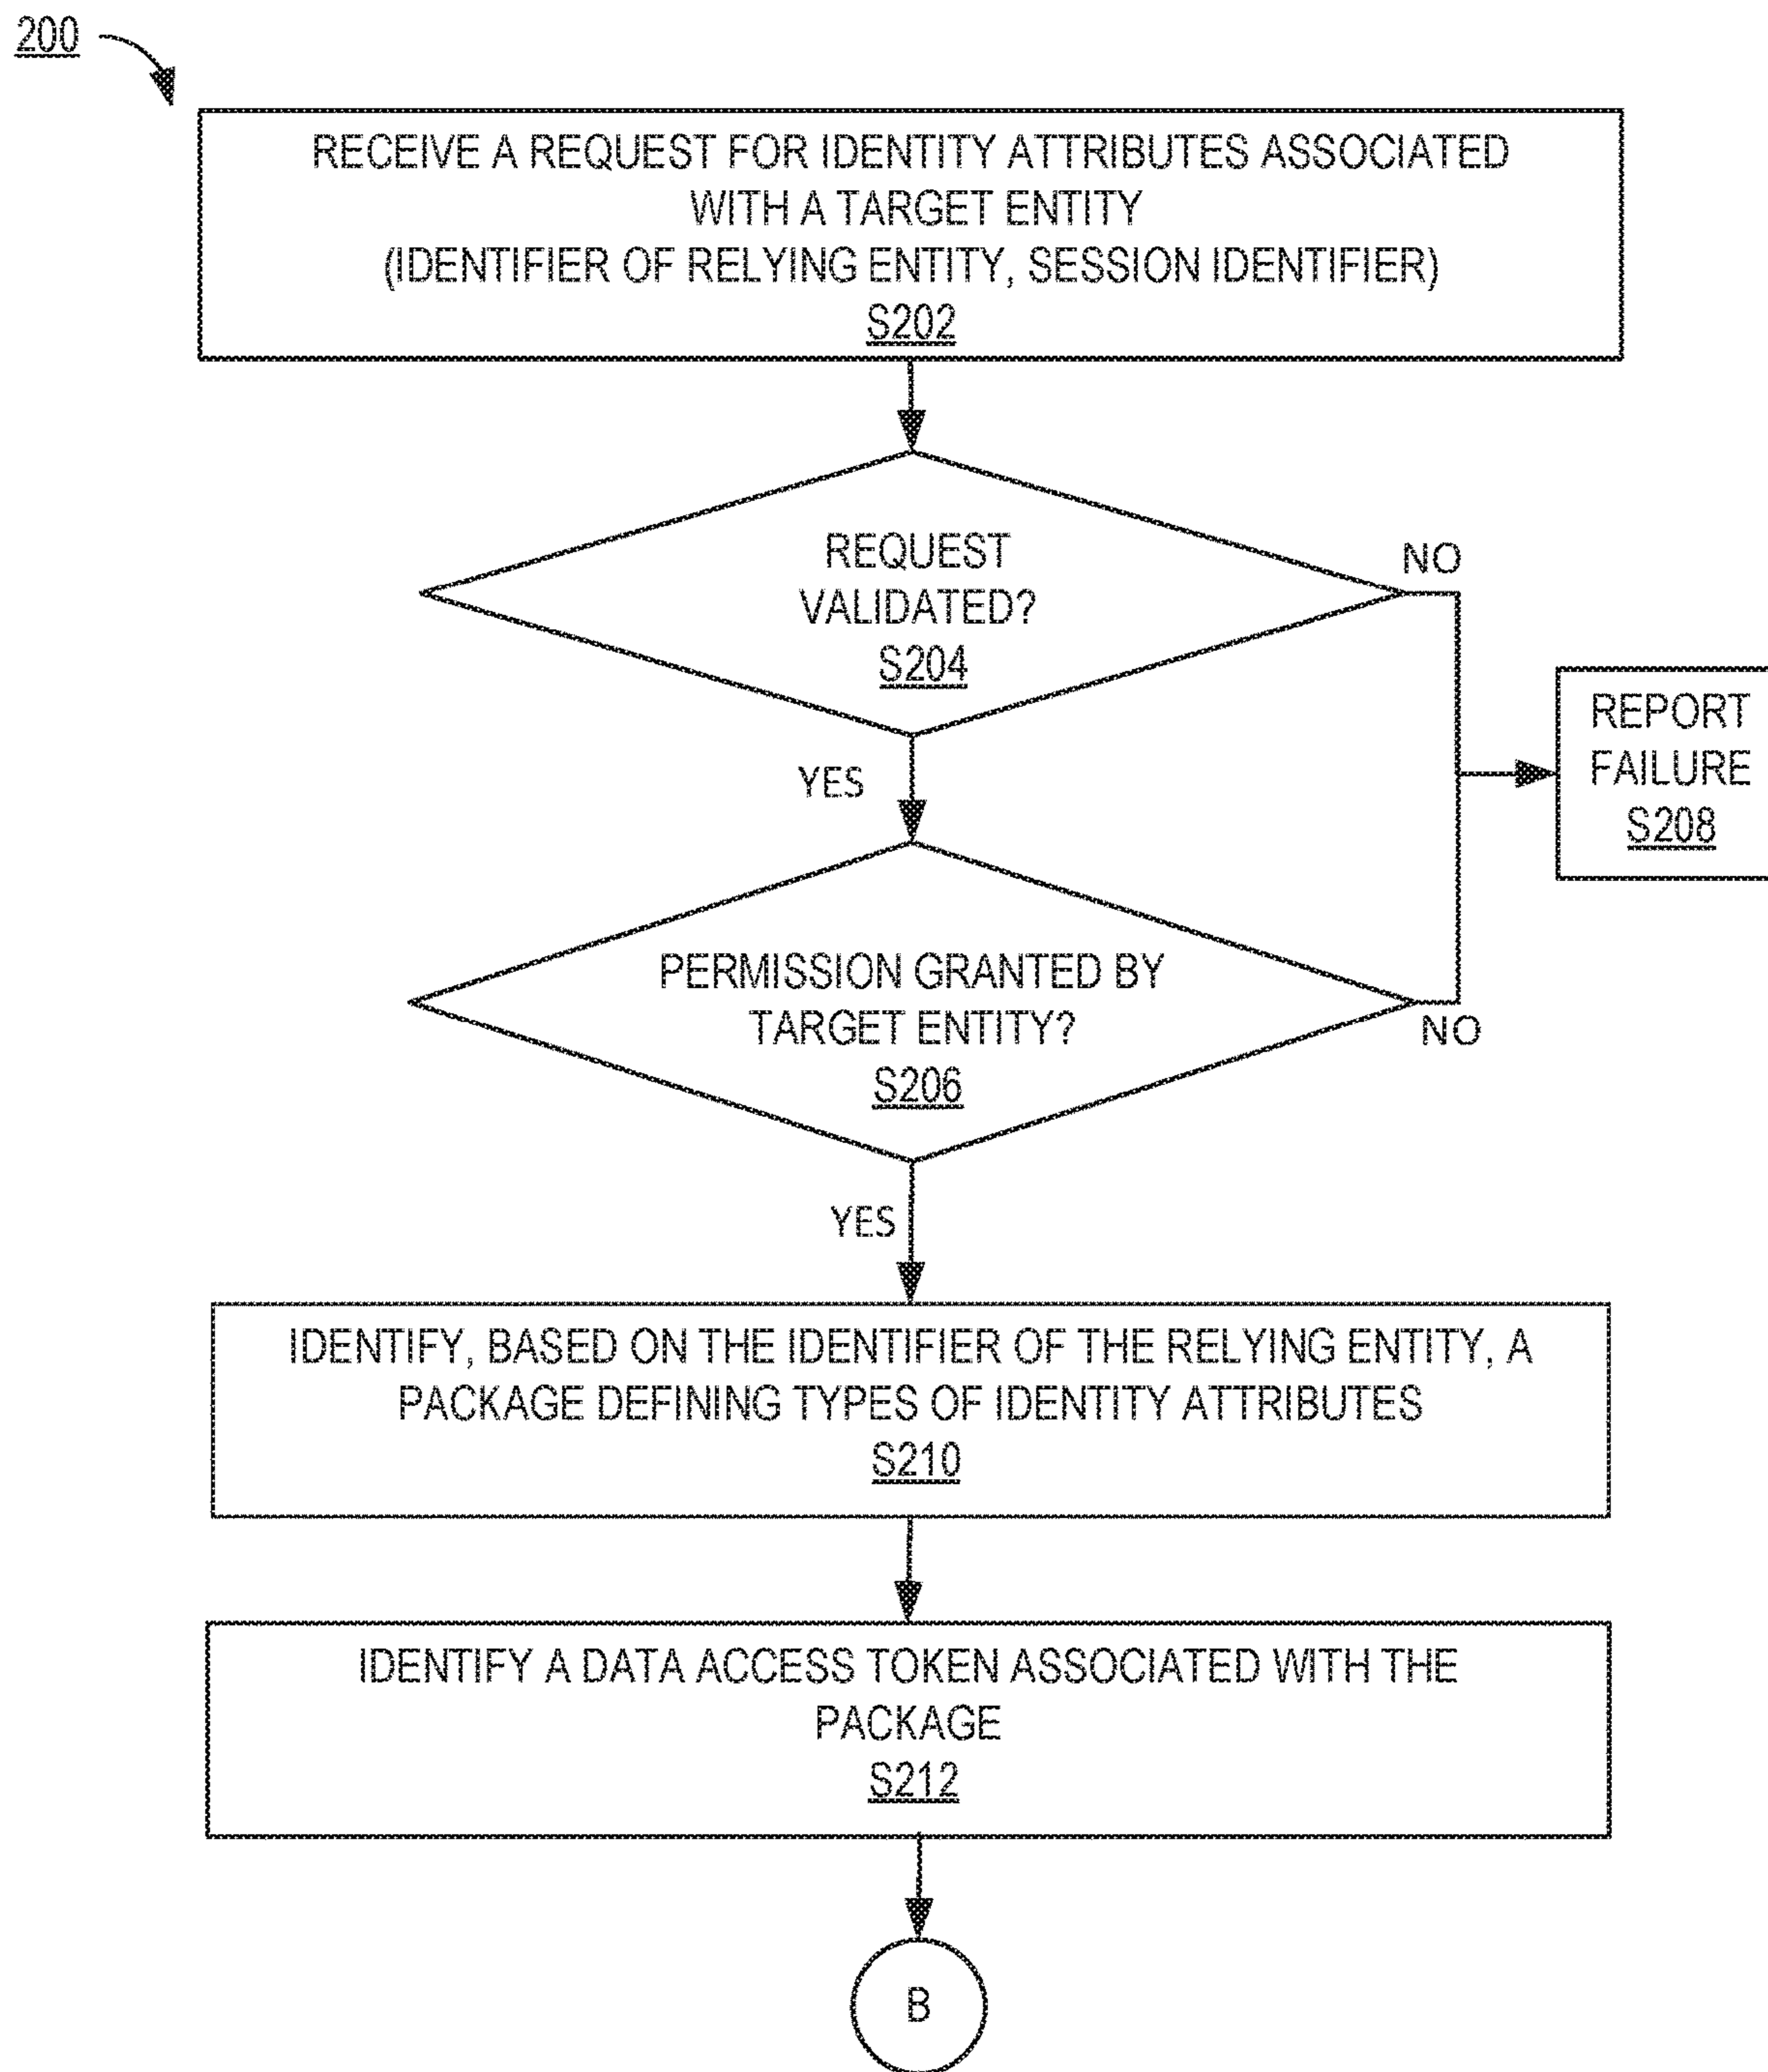 200
RECEIVE A REQUEST FOR IDENTITY ATTRIBUTES ASSOCIATED
WITH A TARGET ENTITY
(IDENTIFIER OF RELYING ENTITY, SESSION IDENTIFIER)
S202
REQUEST
VALIDATED?
S204
NO
YES
REPORT
FAILURE
S208
PERMISSION GRANTED BY
TARGET ENTITY?
S206
NO
YES
IDENTIFY, BASED ON THE IDENTIFIER OF THE RELYING ENTITY, A
PACKAGE DEFINING TYPES OF IDENTITY ATTRIBUTES
S210
IDENTIFY A DATA ACCESS TOKEN ASSOCIATED WITH THE
PACKAGE
S212
B